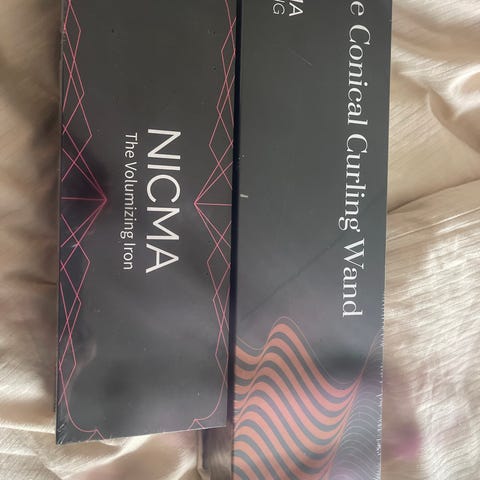 NICMA
The Volumizing Iron
Conical Curling Wand